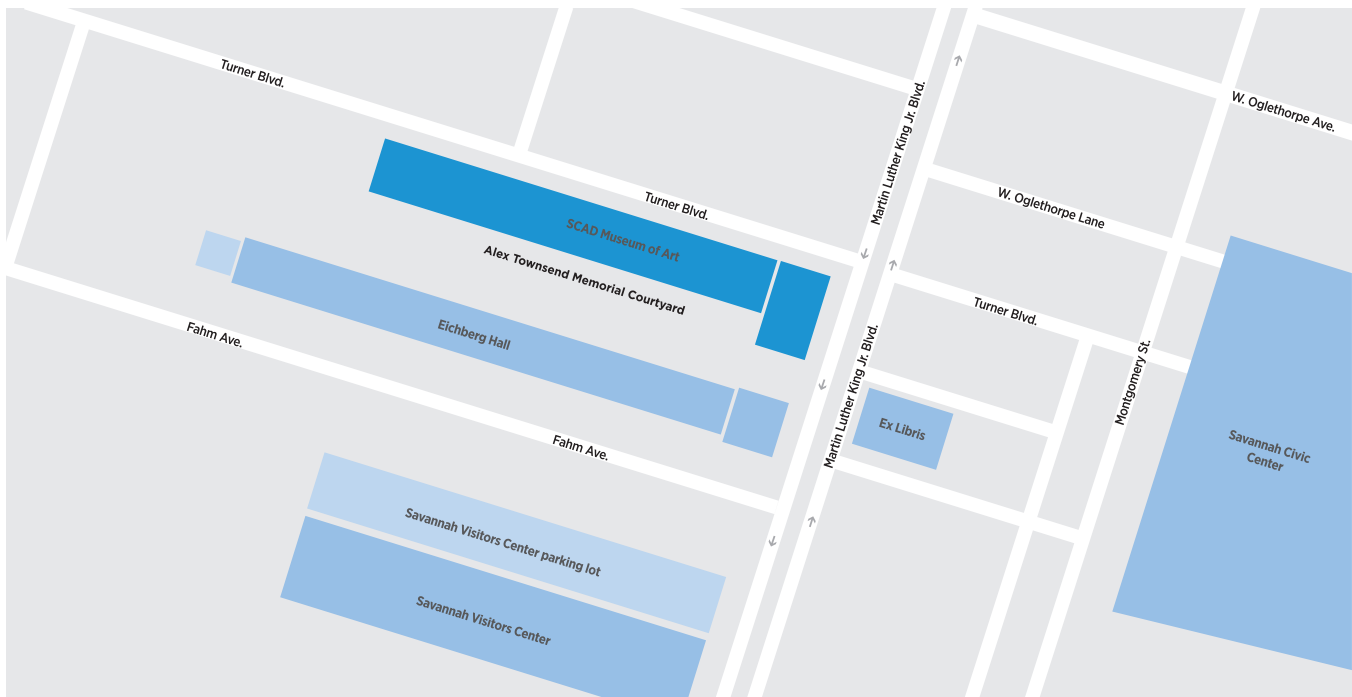 Turner Blvd.
Martin Luther King Jr. Blvd.
W. Oglethorpe Ave.
Turner Blvd.
W. Oglethorpe Lane
SCAD Museum of Art
Alex Townsend Memorial Courtyard
Turner Blvd.
Fahm Ave.
Eichberg Hall
Martin Luther King Jr. Blvd.
Montgomery St.
Ex Libris
Savannah Civic
Center
Fahm Ave.
Savannah Visitors Center parking lot
Savannah Visitors Center